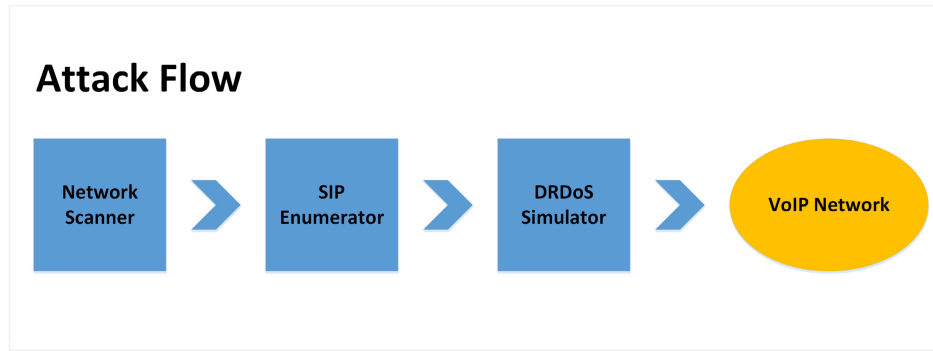 Attack Flow
Network
Scanner
SIP
Enumerator
DRDoS
Simulator
VoIP Network